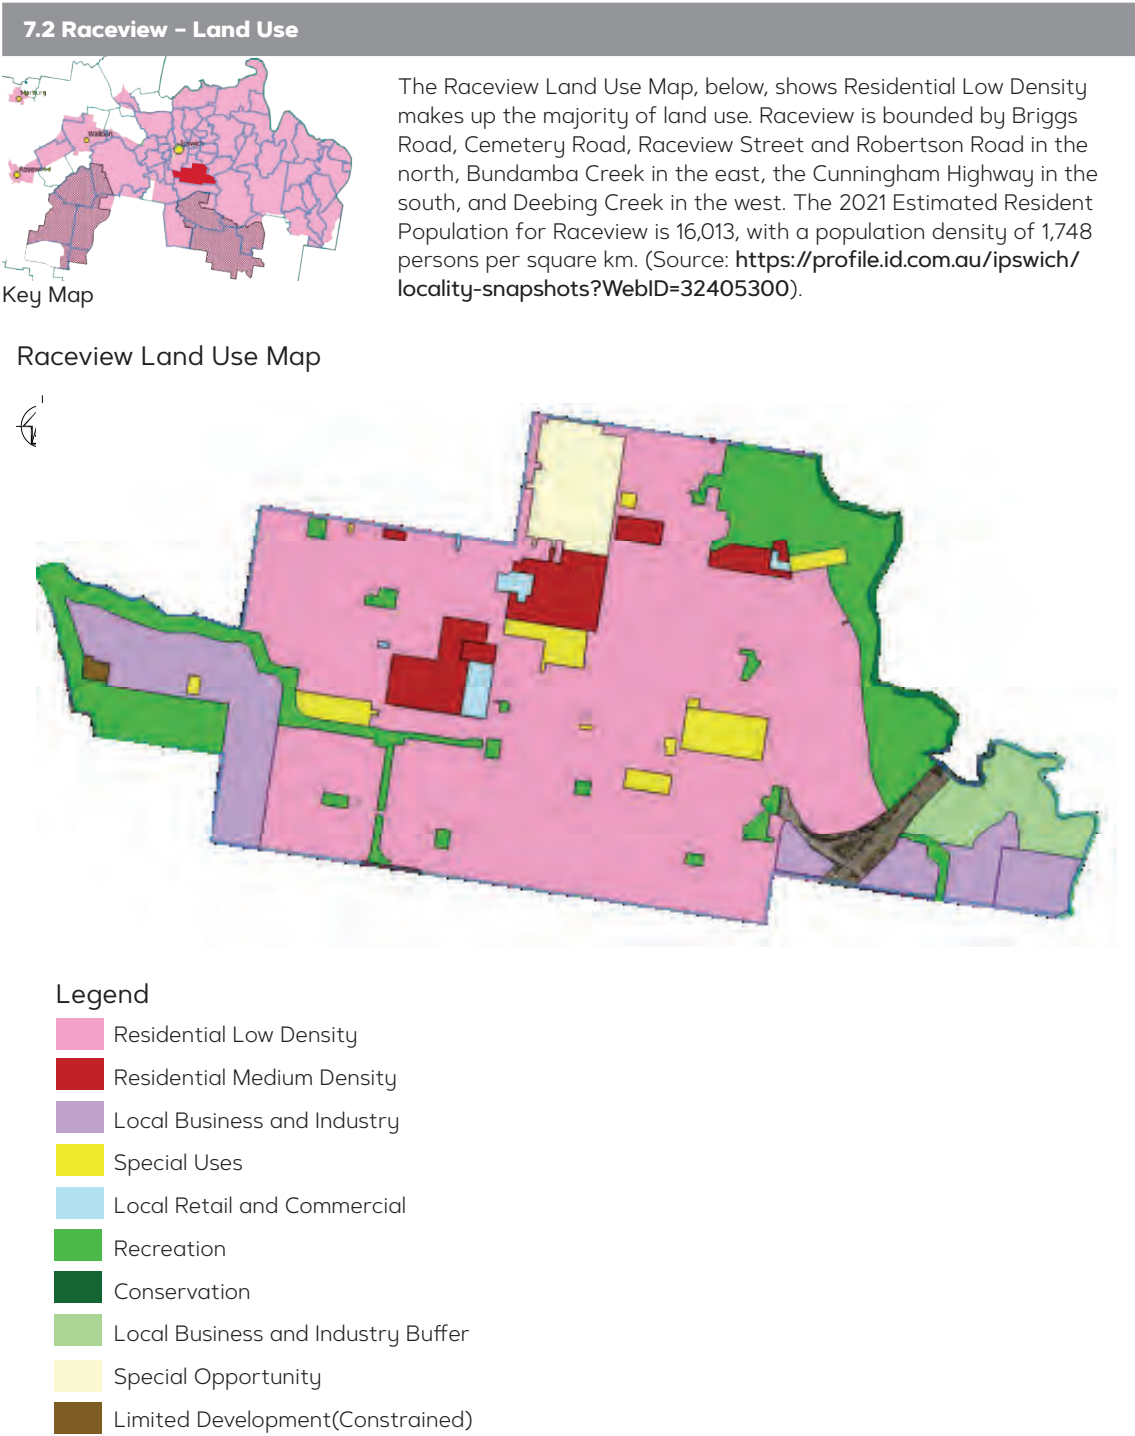 7.2 Raceview – Land Use
Marburg
Walloon
Ipswich
Rosewood
Key Map
The Raceview Land Use Map, below, shows Residential Low Density
makes up the majority of land use. Raceview is bounded by Briggs
Road, Cemetery Road, Raceview Street and Robertson Road in the
north, Bundamba Creek in the east, the Cunningham Highway in the
south, and Deebing Creek in the west. The 2021 Estimated Resident
Population for Raceview is 16,013, with a population density of 1,748
persons per square km. (Source: https://profile.id.com.au/ipswich/
locality-snapshots?WebID=32405300).
Raceview Land Use Map
Legend
Residential Low Density
Residential Medium Density
Local Business and Industry
Special Uses
Local Retail and Commercial
Recreation
Conservation
Local Business and Industry Buffer
Special Opportunity
Limited Development(Constrained)